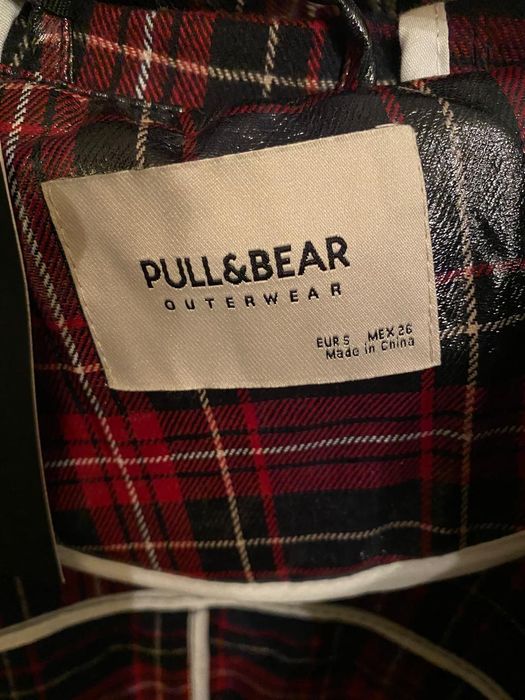 PULL&BEAR
OUTERWEAR
EUR S MEX 26
Made in China